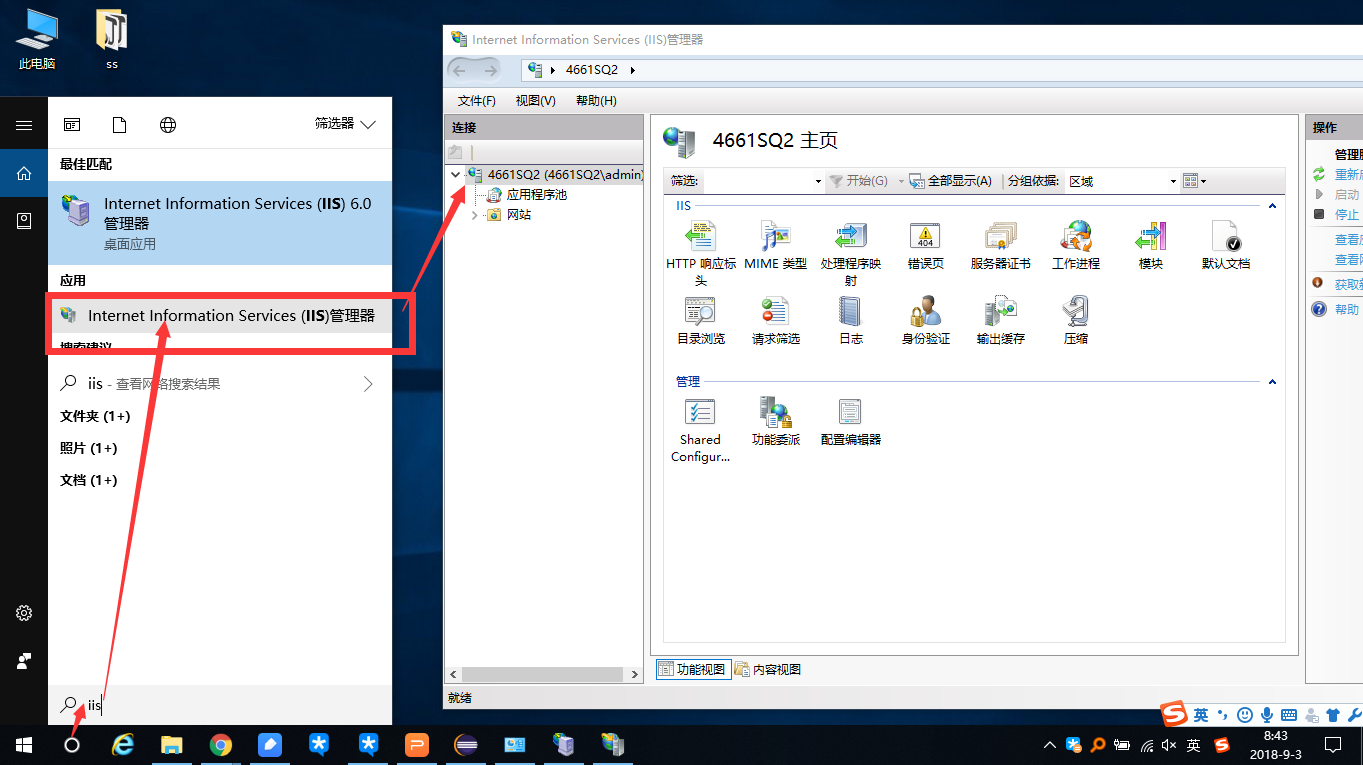 此电脑
ss
筛选器
最佳匹配
Internet Information Services (IIS) 6.0
管理器
桌面应用
应用
Internet Information Services (IIS)管理器
搜索建议
iis - 查看网络搜索结果
文件夹 (1+)
照片 (1+)
文档 (1+)
iis
Internet Information Services (IIS)管理器
4661SQ2
文件(F)
视图(V)
帮助(H)
连接
4661SQ2 (4661SQ2\admin)
应用程序池
网站
4661SQ2 主页
筛选:
开始(G)
全部显示(A)
分组依据:
区域
IIS
HTTP 响应标
头
MIME 类型
处理程序映
射
错误页
服务器证书
工作进程
模块
默认文档
目录浏览
请求筛选
日志
身份验证
输出缓存
压缩
管理
Shared
Configur...
功能委派
配置编辑器
功能视图
内容视图
就绪
操作
管理
重新
启动
停止
查看
查看
获取
帮助
英
英
8:43
2018-9-3